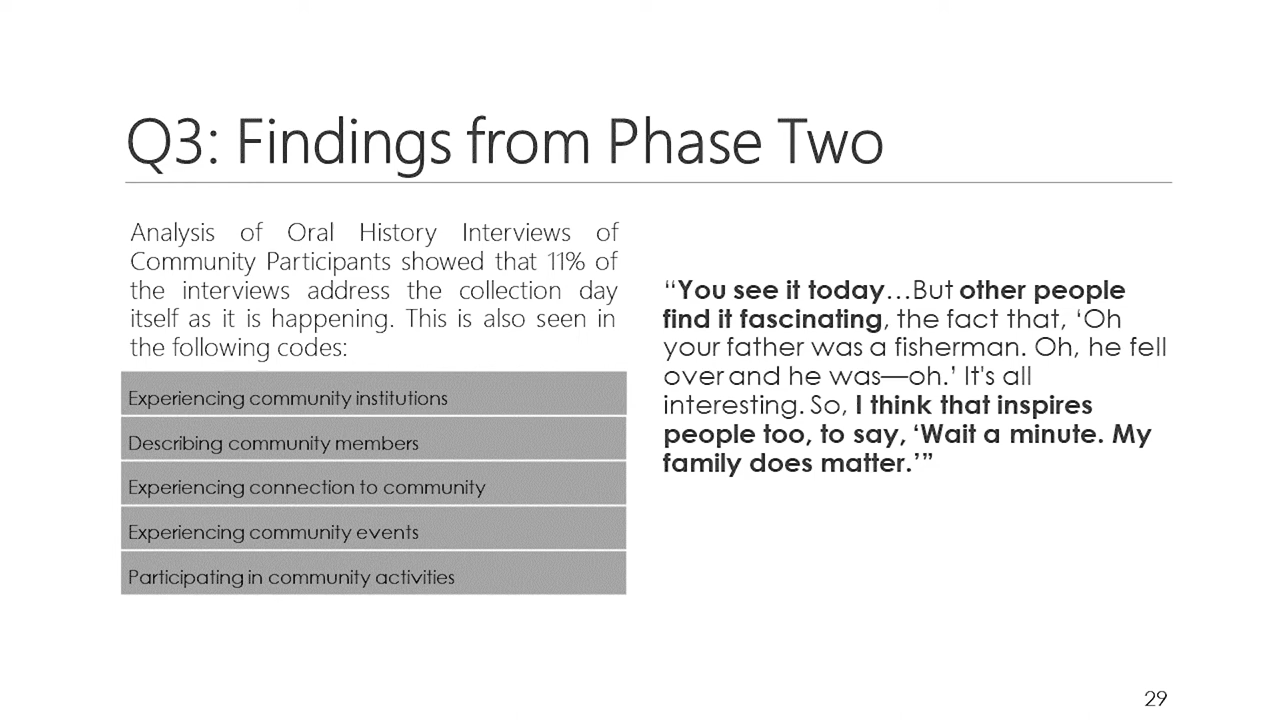 Q3: Findings from Phase Two
Analysis of Oral History Interviews of
Community Participants showed that 11% of
the interviews address the collection day
itself as it is happening. This is also seen in
the following codes:
Experiencing community institutions
Describing community members
Experiencing connection to community
Experiencing community events
Participating in community activities
“You see it today…But other people
find it fascinating, the fact that, ‘Oh
your father was a fisherman. Oh, he fell
over and he was—oh.’ It's all
interesting. So, I think that inspires
people too, to say, ‘Wait a minute. My
family does matter.’”
29